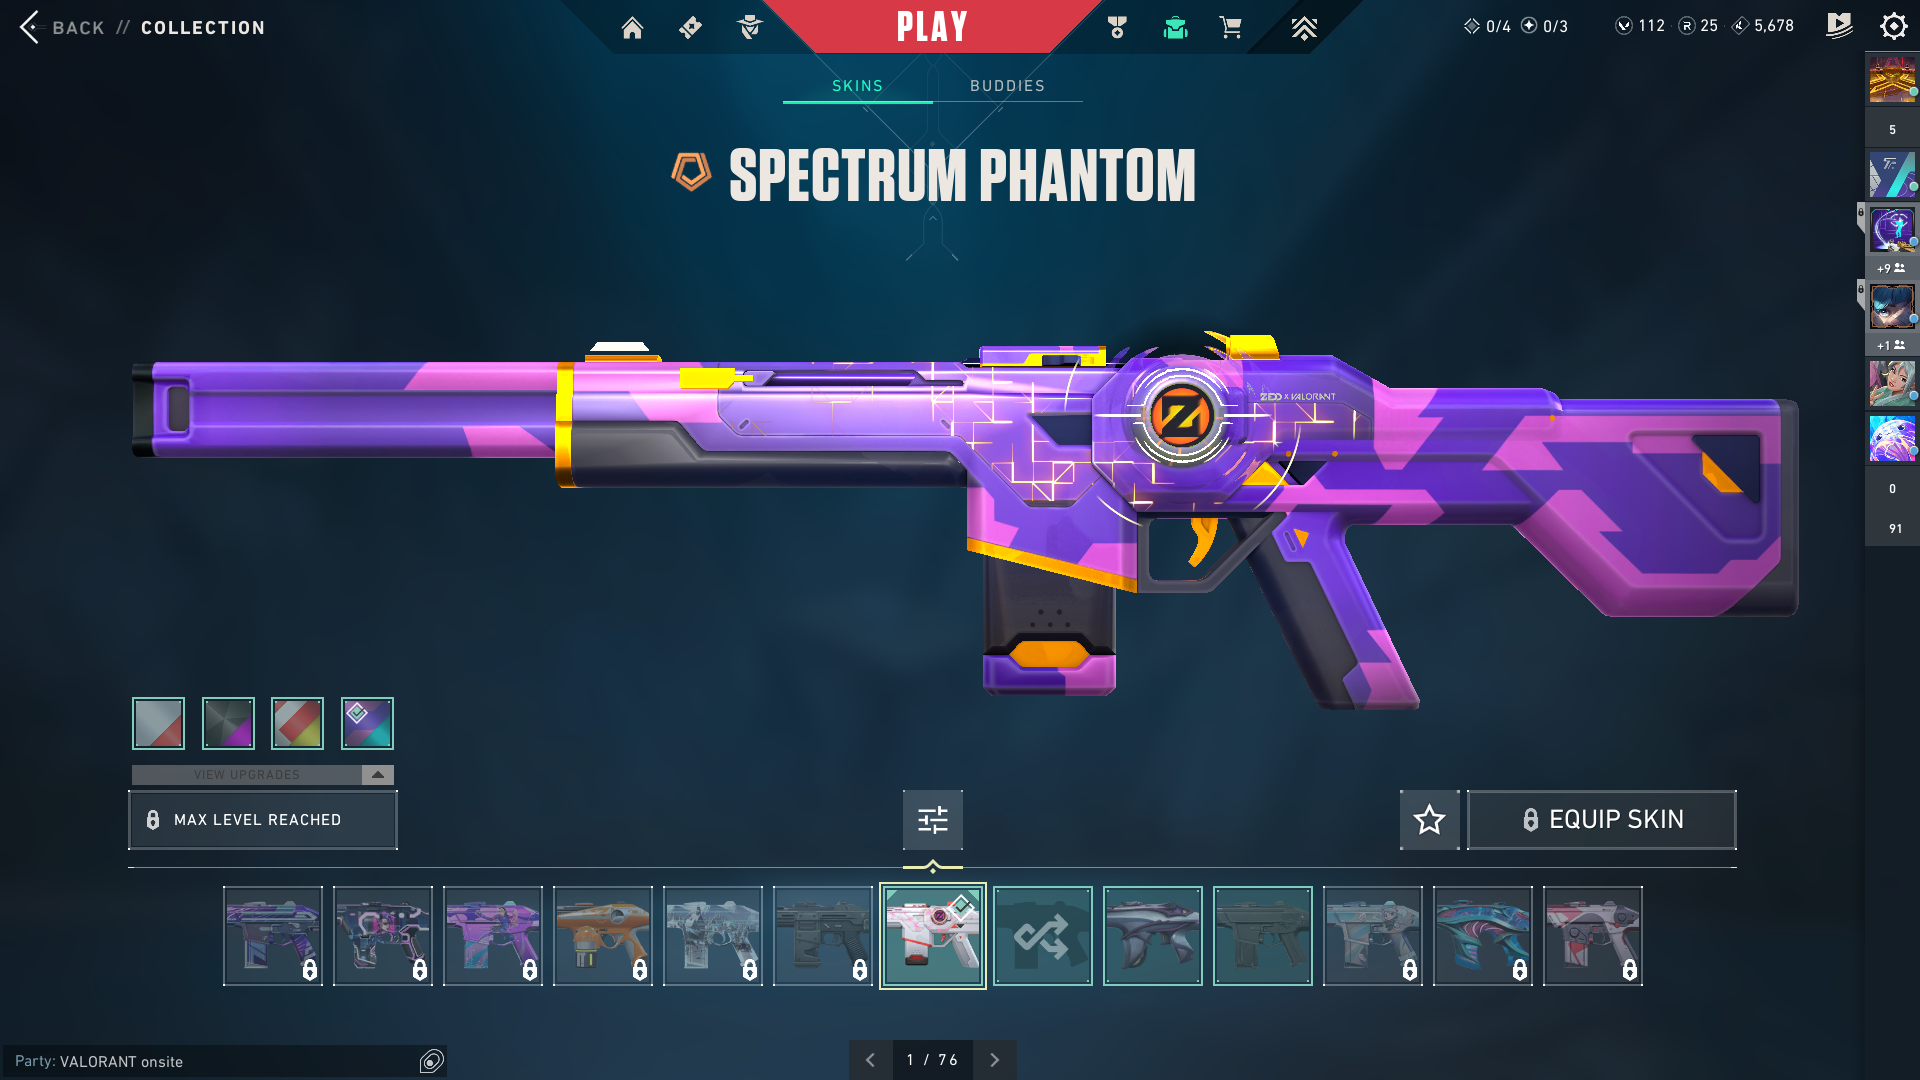 BACK // COLLECTION
PLAY
0/4 0/3 112 R 25 5,678
SKINS BUDDIES
SPECTRUM PHANTOM
5
+9
+1
0
91
ZEDD x VALORANT
VIEW UPGRADES
MAX LEVEL REACHED
EQUIP SKIN
Party: VALORANT onsite
1 / 76